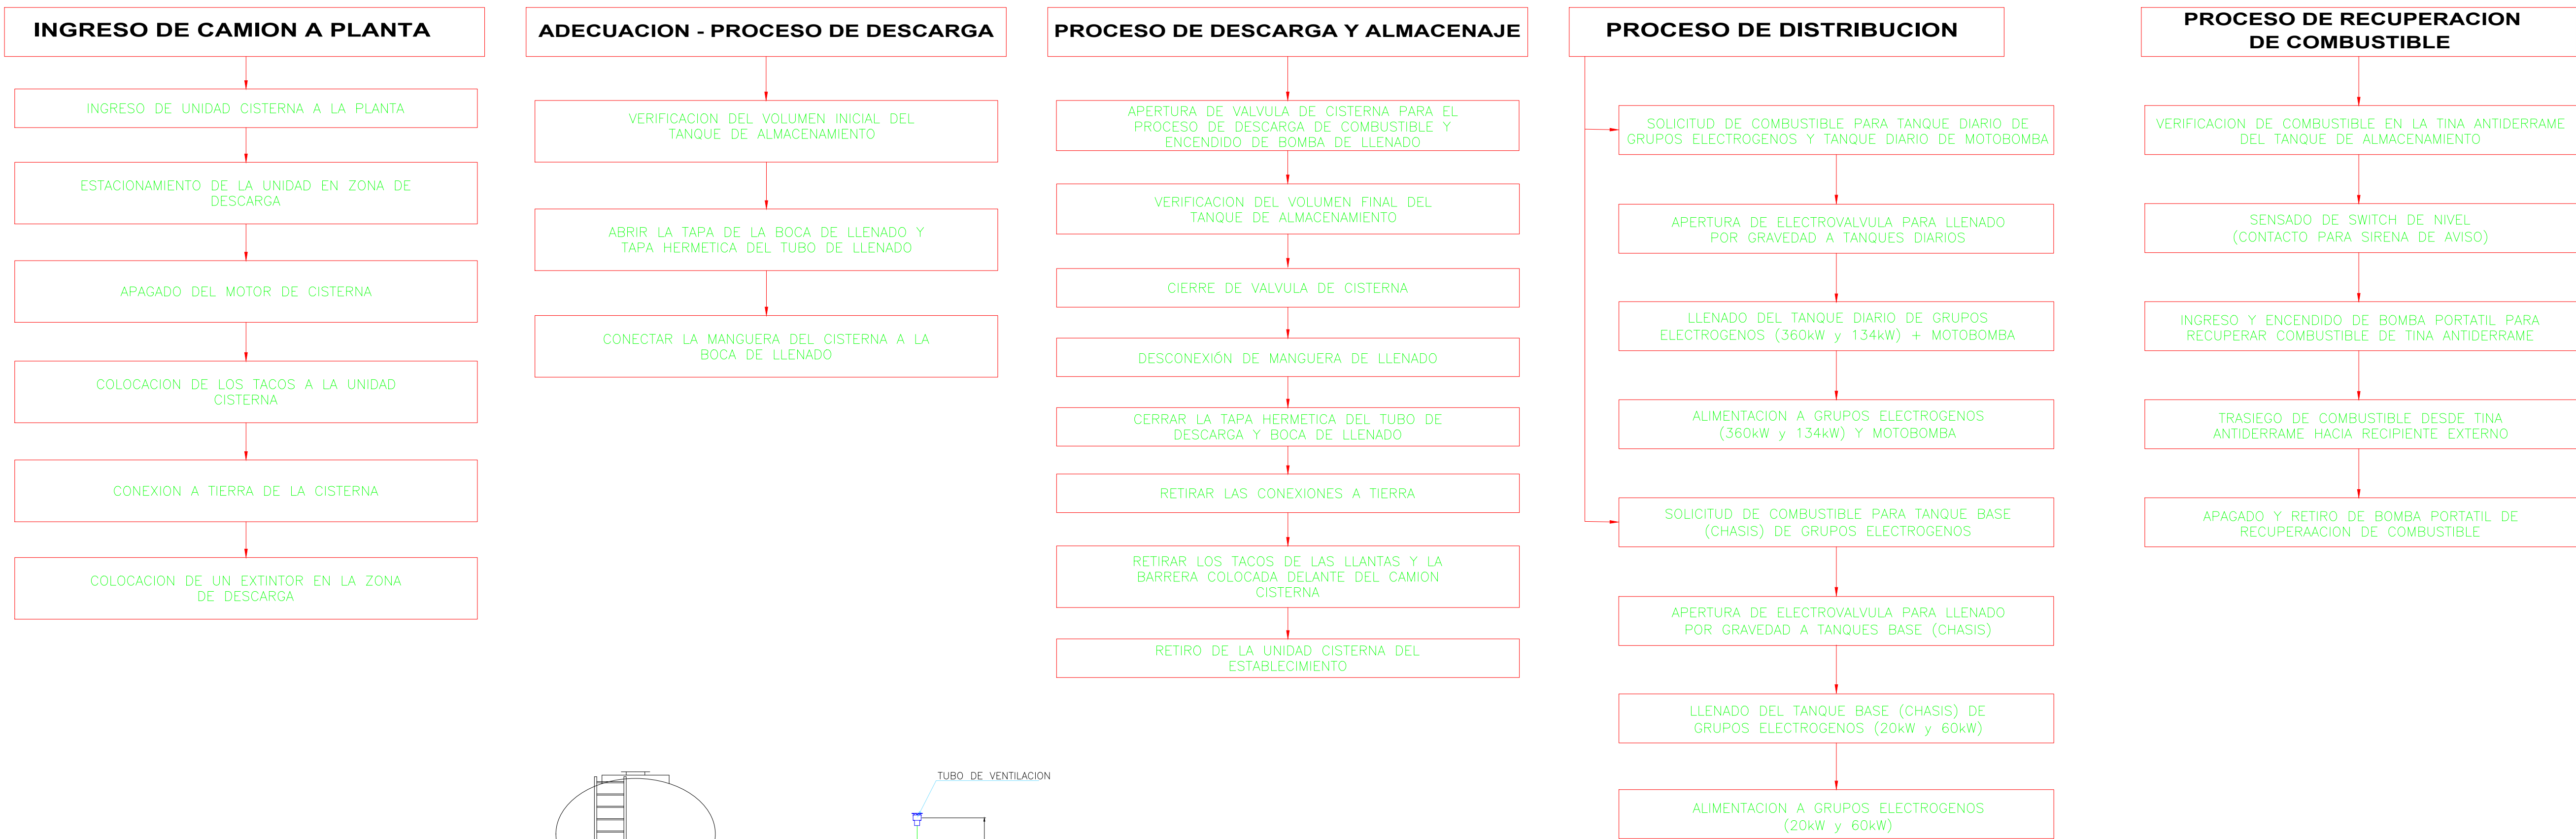 INGRESO DE CAMION A PLANTA
INGRESO DE UNIDAD CISTERNA A LA PLANTA
ESTACIONAMIENTO DE LA UNIDAD EN ZONA DE
DESCARGA
APAGADO DEL MOTOR DE CISTERNA
COLOCACION DE LOS TACOS A LA UNIDAD
CISTERNA
CONEXION A TIERRA DE LA CISTERNA
COLOCACION DE UN EXTINTOR EN LA ZONA
DE DESCARGA
ADECUACION - PROCESO DE DESCARGA
VERIFICACION DEL VOLUMEN INICIAL DEL
TANQUE DE ALMACENAMIENTO
ABRIR LA TAPA DE LA BOCA DE LLENADO Y
TAPA HERMETICA DEL TUBO DE LLENADO
CONECTAR LA MANGUERA DEL CISTERNA A LA
BOCA DE LLENADO
PROCESO DE DESCARGA Y ALMACENAJE
APERTURA DE VALVULA DE CISTERNA PARA EL
PROCESO DE DESCARGA DE COMBUSTIBLE Y
ENCENDIDO DE BOMBA DE LLENADO
VERIFICACION DEL VOLUMEN FINAL DEL
TANQUE DE ALMACENAMIENTO
CIERRE DE VALVULA DE CISTERNA
DESCONEXIÓN DE MANGUERA DE LLENADO
CERRAR LA TAPA HERMETICA DEL TUBO DE
DESCARGA Y BOCA DE LLENADO
RETIRAR LAS CONEXIONES A TIERRA
RETIRAR LOS TACOS DE LAS LLANTAS Y LA
BARRERA COLOCADA DELANTE DEL CAMION
CISTERNA
RETIRO DE LA UNIDAD CISTERNA DEL
ESTABLECIMIENTO
PROCESO DE DISTRIBUCION
SOLICITUD DE COMBUSTIBLE PARA TANQUE DIARIO DE
GRUPOS ELECTROGENOS Y TANQUE DIARIO DE MOTOBOMBA
APERTURA DE ELECTROVALVULA PARA LLENADO
POR GRAVEDAD A TANQUES DIARIOS
LLENADO DEL TANQUE DIARIO DE GRUPOS
ELECTROGENOS (360kW y 134kW) + MOTOBOMBA
ALIMENTACION A GRUPOS ELECTROGENOS
(360kW y 134kW) Y MOTOBOMBA
SOLICITUD DE COMBUSTIBLE PARA TANQUE BASE
(CHASIS) DE GRUPOS ELECTROGENOS
APERTURA DE ELECTROVALVULA PARA LLENADO
POR GRAVEDAD A TANQUES BASE (CHASIS)
LLENADO DEL TANQUE BASE (CHASIS) DE
GRUPOS ELECTROGENOS (20kW y 60kW)
ALIMENTACION A GRUPOS ELECTROGENOS
(20kW y 60kW)
PROCESO DE RECUPERACION
DE COMBUSTIBLE
VERIFICACION DE COMBUSTIBLE EN LA TINA ANTIDERRAME
DEL TANQUE DE ALMACENAMIENTO
SENSADO DE SWITCH DE NIVEL
(CONTACTO PARA SIRENA DE AVISO)
INGRESO Y ENCENDIDO DE BOMBA PORTATIL PARA
RECUPERAR COMBUSTIBLE DE TINA ANTIDERRAME
TRASIEGO DE COMBUSTIBLE DESDE TINA
ANTIDERRAME HACIA RECIPIENTE EXTERNO
APAGADO Y RETIRO DE BOMBA PORTATIL DE
RECUPERAACION DE COMBUSTIBLE
TUBO DE VENTILACION